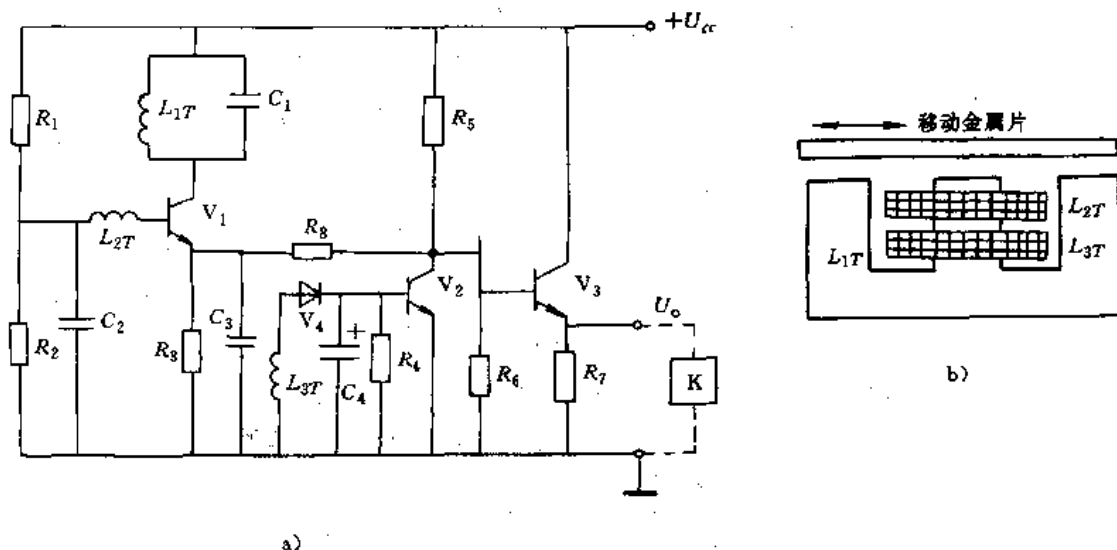 +U_cc
R_1
L_1T
C_1
R_5
V_1
L_2T
R_8
V_2
V_3
U_o
R_2
C_2
R_3
C_3
V_4
+
L_3T
C_4
R_4
R_6
R_7
K
a)
移动金属片
L_1T
L_2T
L_3T
b)